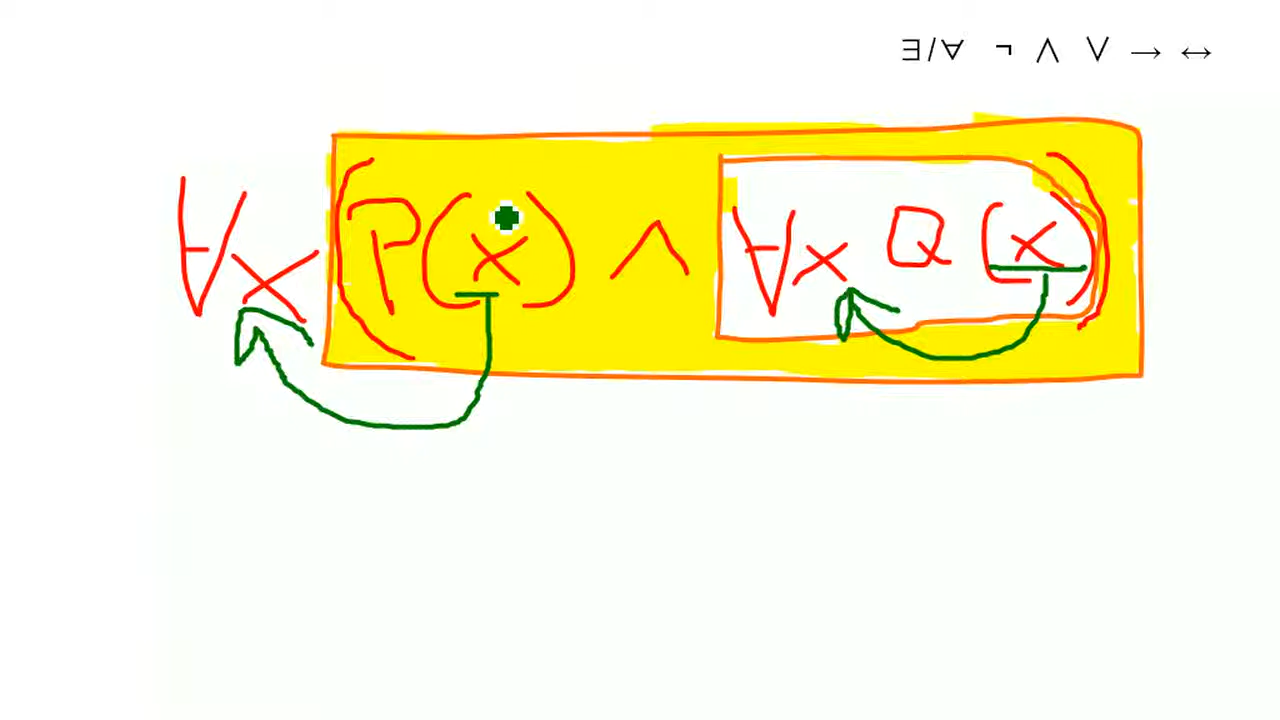 ∃/∀ ¬ ∧ ∨ → ↔
∀x (P(x) ∧ ∀x Q(x))